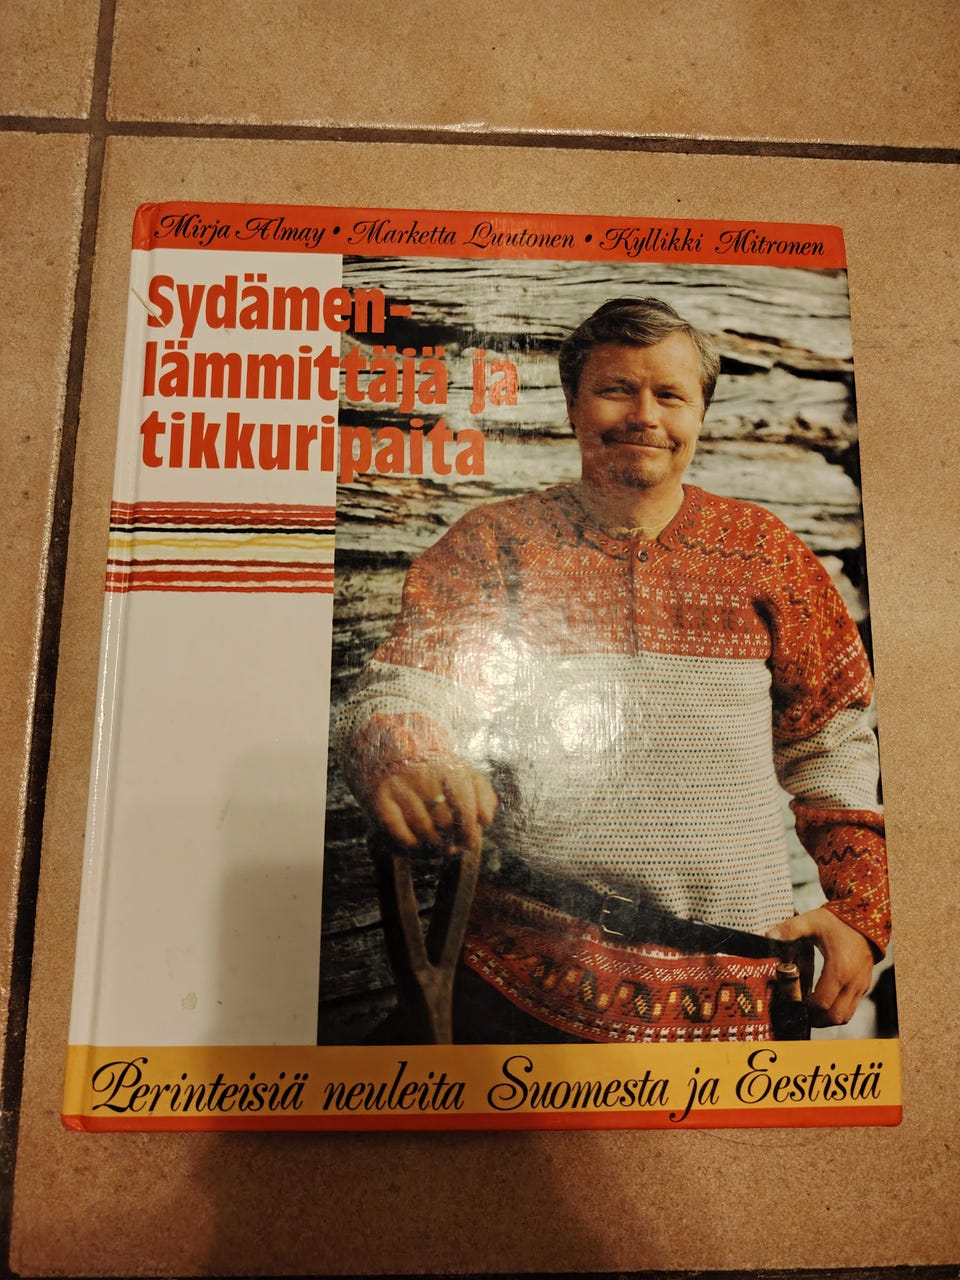 Mirja Almay • Marketta Luutonen • Kyllikki Mitronen
Sydämen-
lämmittäjä ja
tikkuripaita
Perinteisiä neuleita Suomesta ja Eestistä